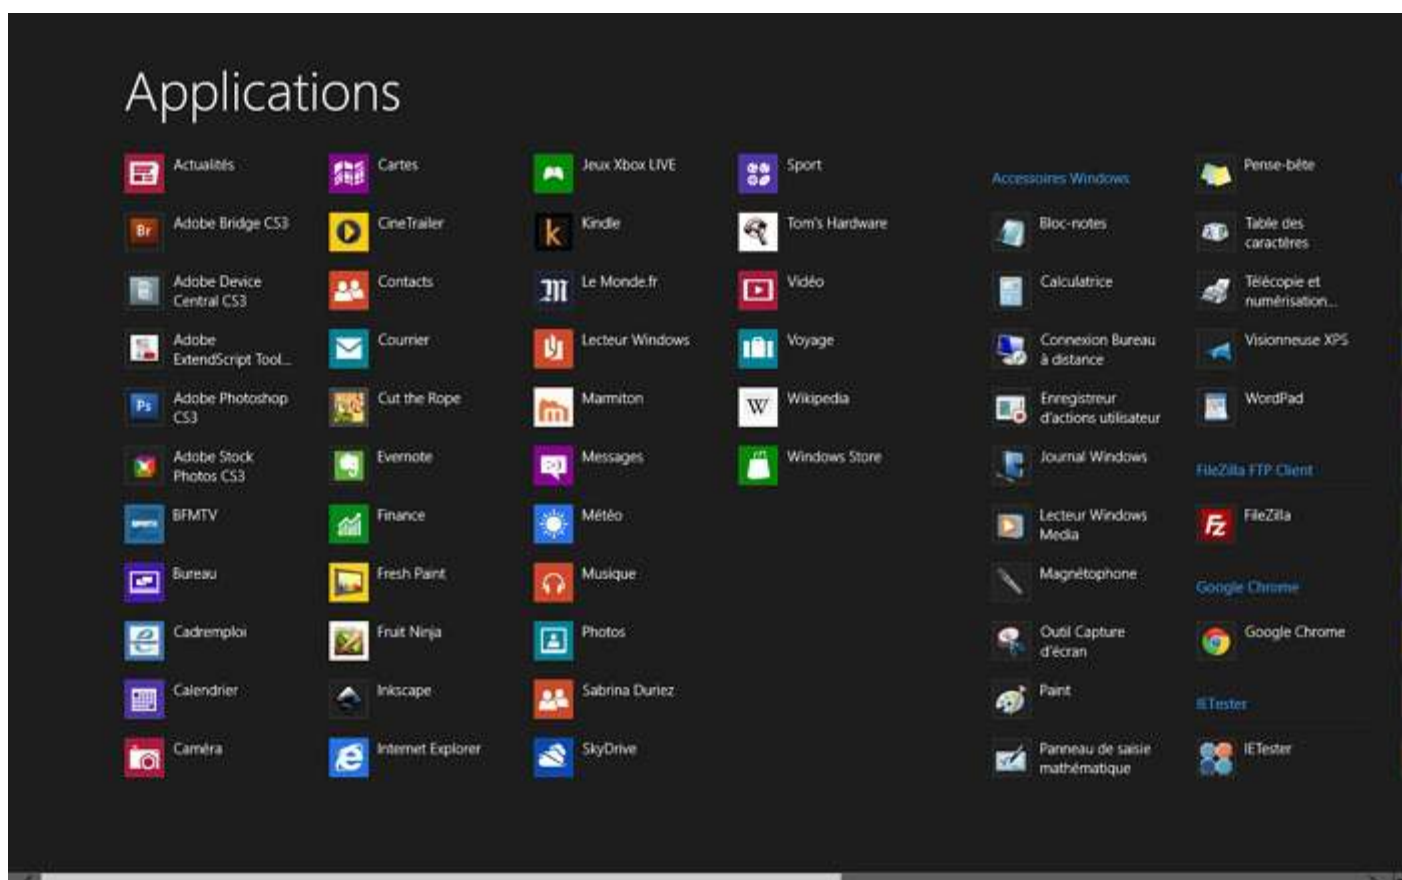 Applications
Actualités
Adobe Bridge CS3
Adobe Device
Central CS3
Adobe
ExtendScript Tool...
Adobe Photoshop
CS3
Adobe Stock
Photos CS3
BFMTV
Bureau
Cadremploi
Calendrier
Caméra
Cartes
CineTrailer
Contacts
Courrier
Cut the Rope
Evernote
Finance
Fresh Paint
Fruit Ninja
Inkscape
Internet Explorer
Jeux Xbox LIVE
Kindle
Le Monde.fr
Lecteur Windows
Marmiton
Messages
Météo
Musique
Photos
Sabrina Duriez
SkyDrive
Sport
Tom's Hardware
Vidéo
Voyage
Wikipedia
Windows Store
Accessoires Windows
Bloc-notes
Calculatrice
Connexion Bureau
à distance
Enregistreur
d'actions utilisateur
Journal Windows
Lecteur Windows
Media
Magnétophone
Outil Capture
d'écran
Paint
Panneau de saisie
mathématique
Pense-bête
Table des
caractères
Télécopie et
numérisation...
Visionneuse XPS
WordPad
FileZilla FTP Client
FileZilla
Google Chrome
Google Chrome
IETester
IETester
Br
Ps
BFMTV
k
W
Fz